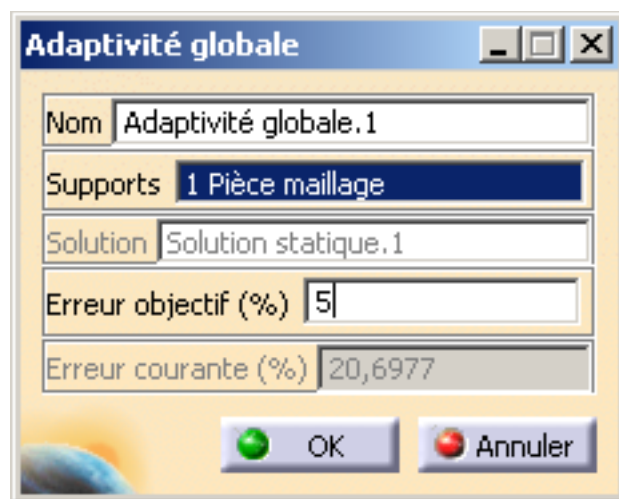 Adaptivité globale
Nom Adaptivité globale.1
Supports 1 Pièce maillage
Solution Solution statique.1
Erreur objectif (%) 5
Erreur courante (%) 20,6977
OK Annuler